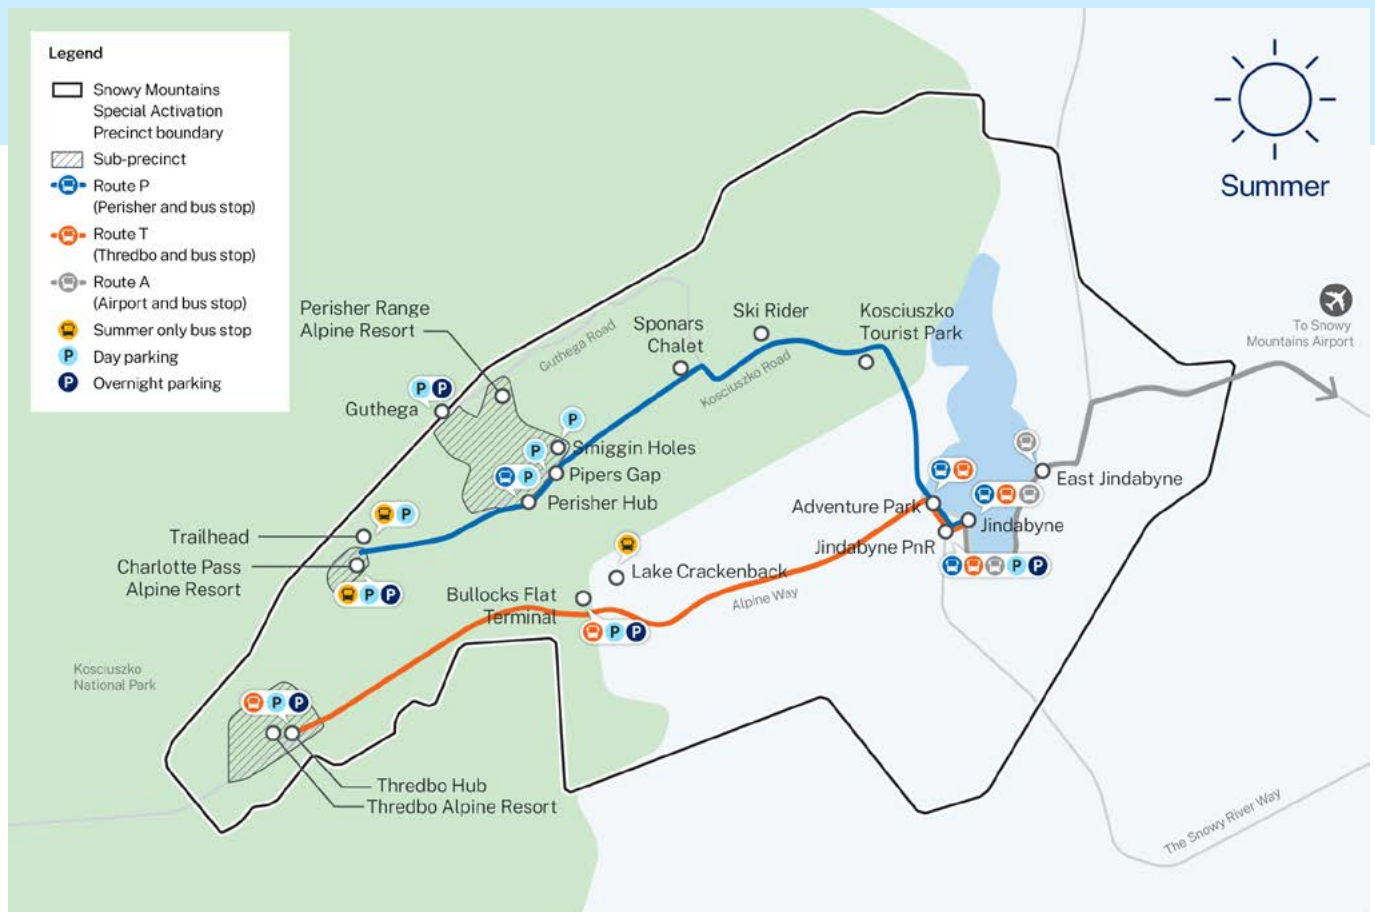 Legend
Snowy Mountains
Special Activation
Precinct boundary
Sub-precinct
Route P
(Perisher and bus stop)
Route T
(Thredbo and bus stop)
Route A
(Airport and bus stop)
Summer only bus stop
P Day parking
P Overnight parking
Summer
To Snowy
Mountains Airport
Perisher Range
Alpine Resort
Guthega Road
Sponars
Chalet
Ski Rider
Kosciuszko
Tourist Park
Kosciuszko Road
P P
Guthega
P
Smiggin Holes
P
Pipers Gap
P
Perisher Hub
East Jindabyne
Adventure Park
Jindabyne
Jindabyne PnR
P P
P
Trailhead
Charlotte Pass
Alpine Resort
P P
Lake Crackenback
Alpine Way
Bullocks Flat
Terminal
P P
Kosciuszko
National Park
P P
Thredbo Hub
Thredbo Alpine Resort
The Snowy River Way